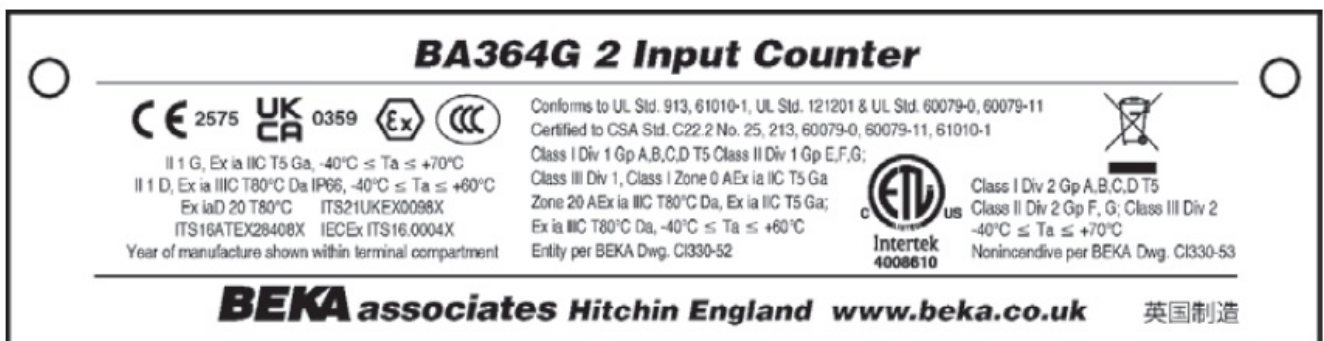 BA364G 2 Input Counter
CE 2575 UK CA 0359 Ex CCC
II 1 G, Ex ia IIC T5 Ga, -40°C ≤ Ta ≤ +70°C
II 1 D, Ex ia IIIC T80°C Da IP66, -40°C ≤ Ta ≤ +60°C
Ex iaD 20 T80°C ITS21UKEX0098X
ITS16ATEX28408X IECEx ITS16.0004X
Year of manufacture shown within terminal compartment
Conforms to UL Std. 913, 61010-1, UL Std. 121201 & UL Std. 60079-0, 60079-11
Certified to CSA Std. C22.2 No. 25, 213, 60079-0, 60079-11, 61010-1
Class I Div 1 Gp A,B,C,D T5 Class II Div 1 Gp E,F,G;
Class III Div 1, Class I Zone 0 AEx ia IIC T5 Ga
Zone 20 AEx ia IIIC T80°C Da, Ex ia IIC T5 Ga;
Ex ia IIIC T80°C Da, -40°C ≤ Ta ≤ +60°C
Entity per BEKA Dwg. CI330-52
C ETL US
Intertek
4008610
Class I Div 2 Gp A,B,C,D T5
Class II Div 2 Gp F, G; Class III Div 2
-40°C ≤ Ta ≤ +70°C
Nonincendive per BEKA Dwg. CI330-53
BEKA associates Hitchin England www.beka.co.uk 英国制造